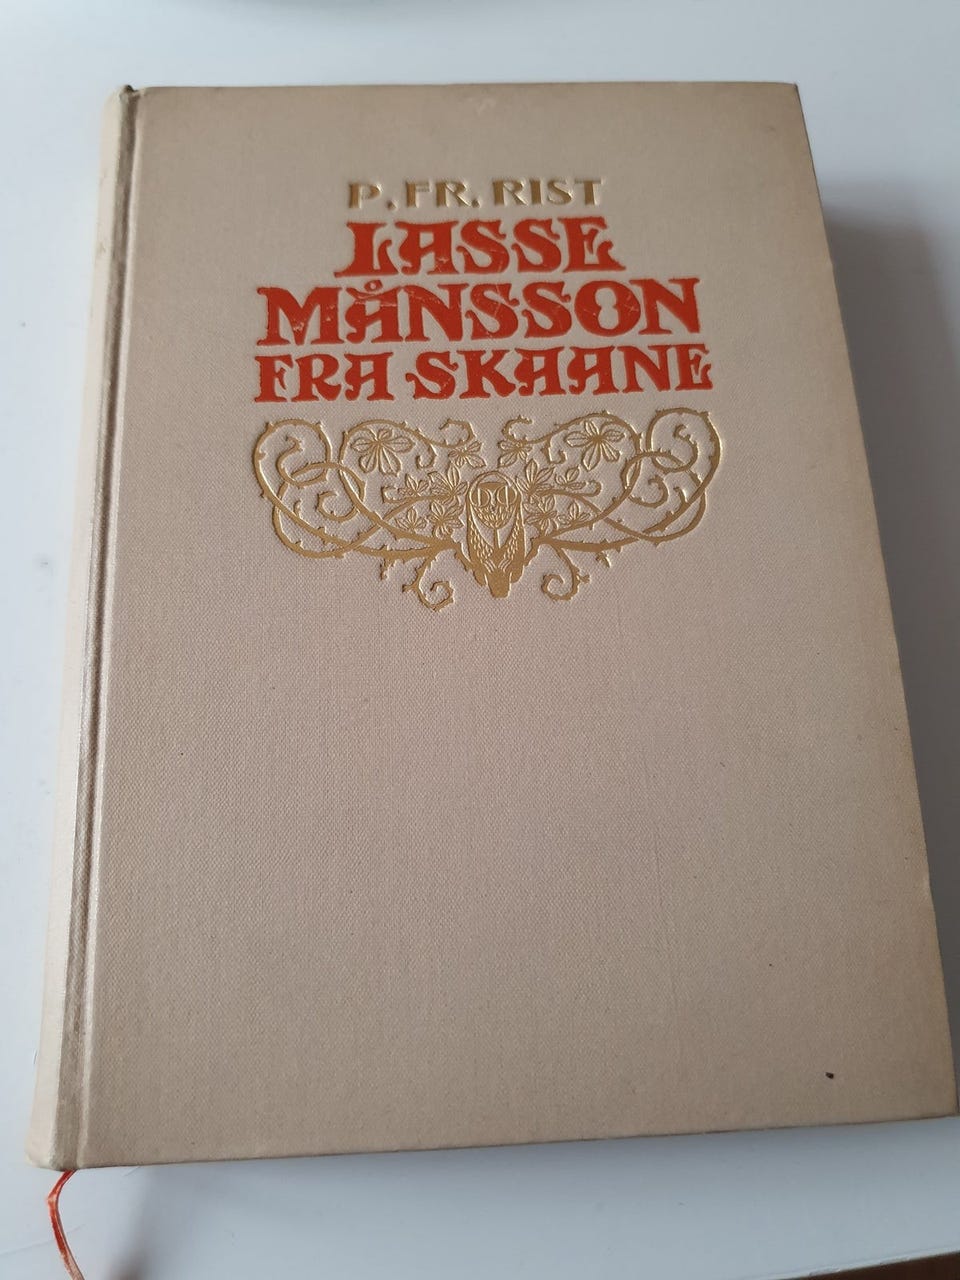 P. FR. RIST
LASSE
MÅNSSON
FRA SKAANE